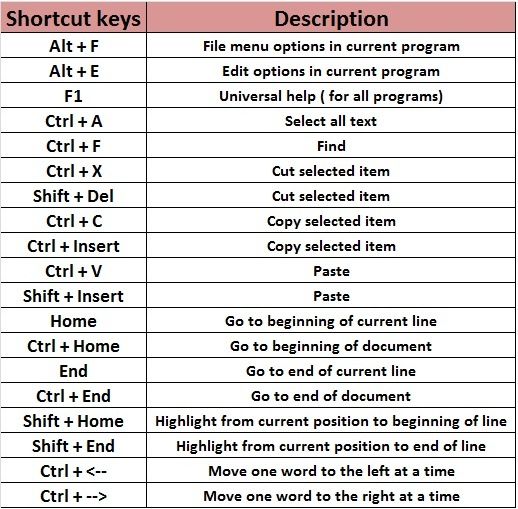 Shortcut keys Description
Alt + F File menu options in current program
Alt + E Edit options in current program
F1 Universal help ( for all programs)
Ctrl + A Select all text
Ctrl + F Find
Ctrl + X Cut selected item
Shift + Del Cut selected item
Ctrl + C Copy selected item
Ctrl + Insert Copy selected item
Ctrl + V Paste
Shift + Insert Paste
Home Go to beginning of current line
Ctrl + Home Go to beginning of document
End Go to end of current line
Ctrl + End Go to end of document
Shift + Home Highlight from current position to beginning of line
Shift + End Highlight from current position to end of line
Ctrl + <-- Move one word to the left at a time
Ctrl + --> Move one word to the right at a time